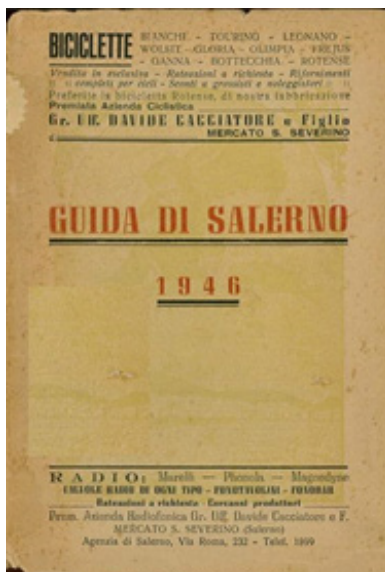 BICICLETTE
BIANCHI - TOURING - LEGNANO -
WOLSIT - GLORIA - OLIMPIA - FREJUS
- GANNA - BOTTECCHIA - ROTENSE
Vendita in esclusiva - Rateazioni a richiesta - Rifornimenti
completi per cicli - Sconti a grossisti e noleggiatori
Preferite la bicicletta Rotense, di nostra fabbricazione
Premiata Azienda Ciclistica
Gr. Uff. DAVIDE CACCIATORE e Figlio
MERCATO S. SEVERINO
GUIDA DI SALERNO
1946
RADIO: Marelli — Phonola — Magnadyne
RADIO DI OGNI TIPO - FONOTAVOLINI - FONOBAR
Rateazioni a richiesta - Cercansi produttori
Prem. Azienda Radiofonica Gr. Uff. Davide Cacciatore e F.
MERCATO S. SEVERINO (Salerno)
Agenzia di Salerno, Via Roma, 232 - Telef. 1899